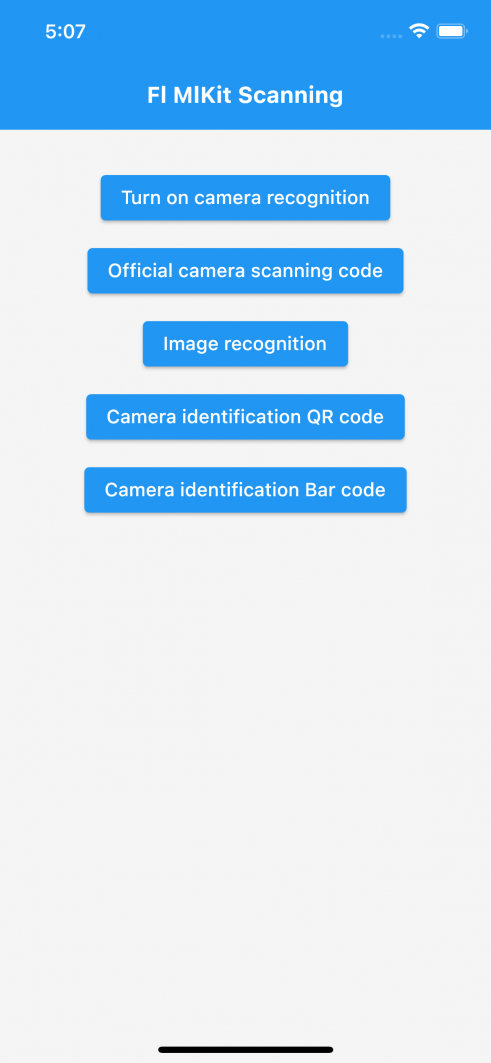 5:07
Fl MlKit Scanning
Turn on camera recognition
Official camera scanning code
Image recognition
Camera identification QR code
Camera identification Bar code